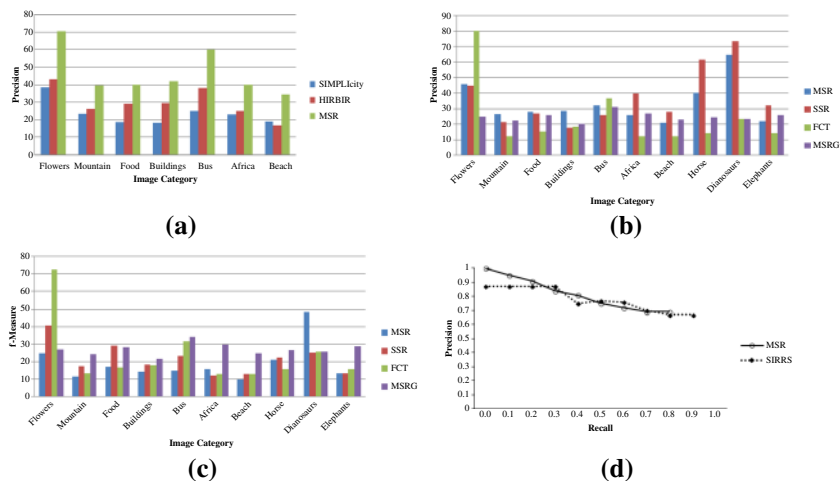 80
70
60
50
40
30
20
10
0
Precision
Flowers Mountain Food Buildings Bus Africa Beach
Image Category
SIMPLIcity
HIRBIR
MSR
(a)
90
80
70
60
50
40
30
20
10
0
Precision
Flowers Mountain Food Buildings Bus Africa Beach Horse Dianosaurs Elephants
Image Category
MSR
SSR
FCT
MSRG
(b)
80
70
60
50
40
30
20
10
0
f-Measure
Flowers Mountain Food Buildings Bus Africa Beach Horse Dianosaurs Elephants
Image Category
MSR
SSR
FCT
MSRG
(c)
1
0.9
0.8
0.7
0.6
0.5
0.4
0.3
0.2
0.1
Precision
0.0 0.1 0.2 0.3 0.4 0.5 0.6 0.7 0.8 0.9 1.0
Recall
MSR
SIRRS
(d)